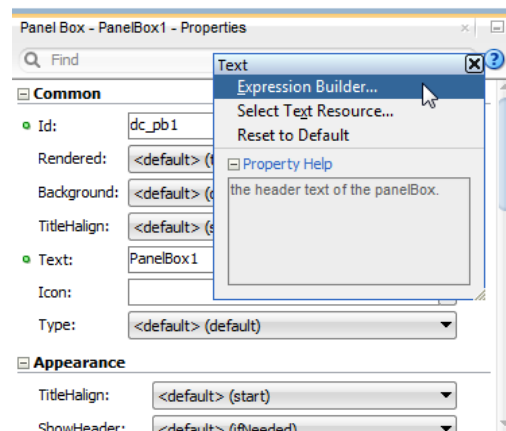 Panel Box - PanelBox1 - Properties
Find
Text
Expression Builder...
Select Text Resource...
Reset to Default
Property Help
the header text of the panelBox.
Common
Id: dc_pb1
Rendered: <default> (t
Background: <default> (
TitleHalign: <default> (s
Text: PanelBox1
Icon:
Type: <default> (default)
Appearance
TitleHalign: <default> (start)
ShowHeader: <default> (ifNeeded)